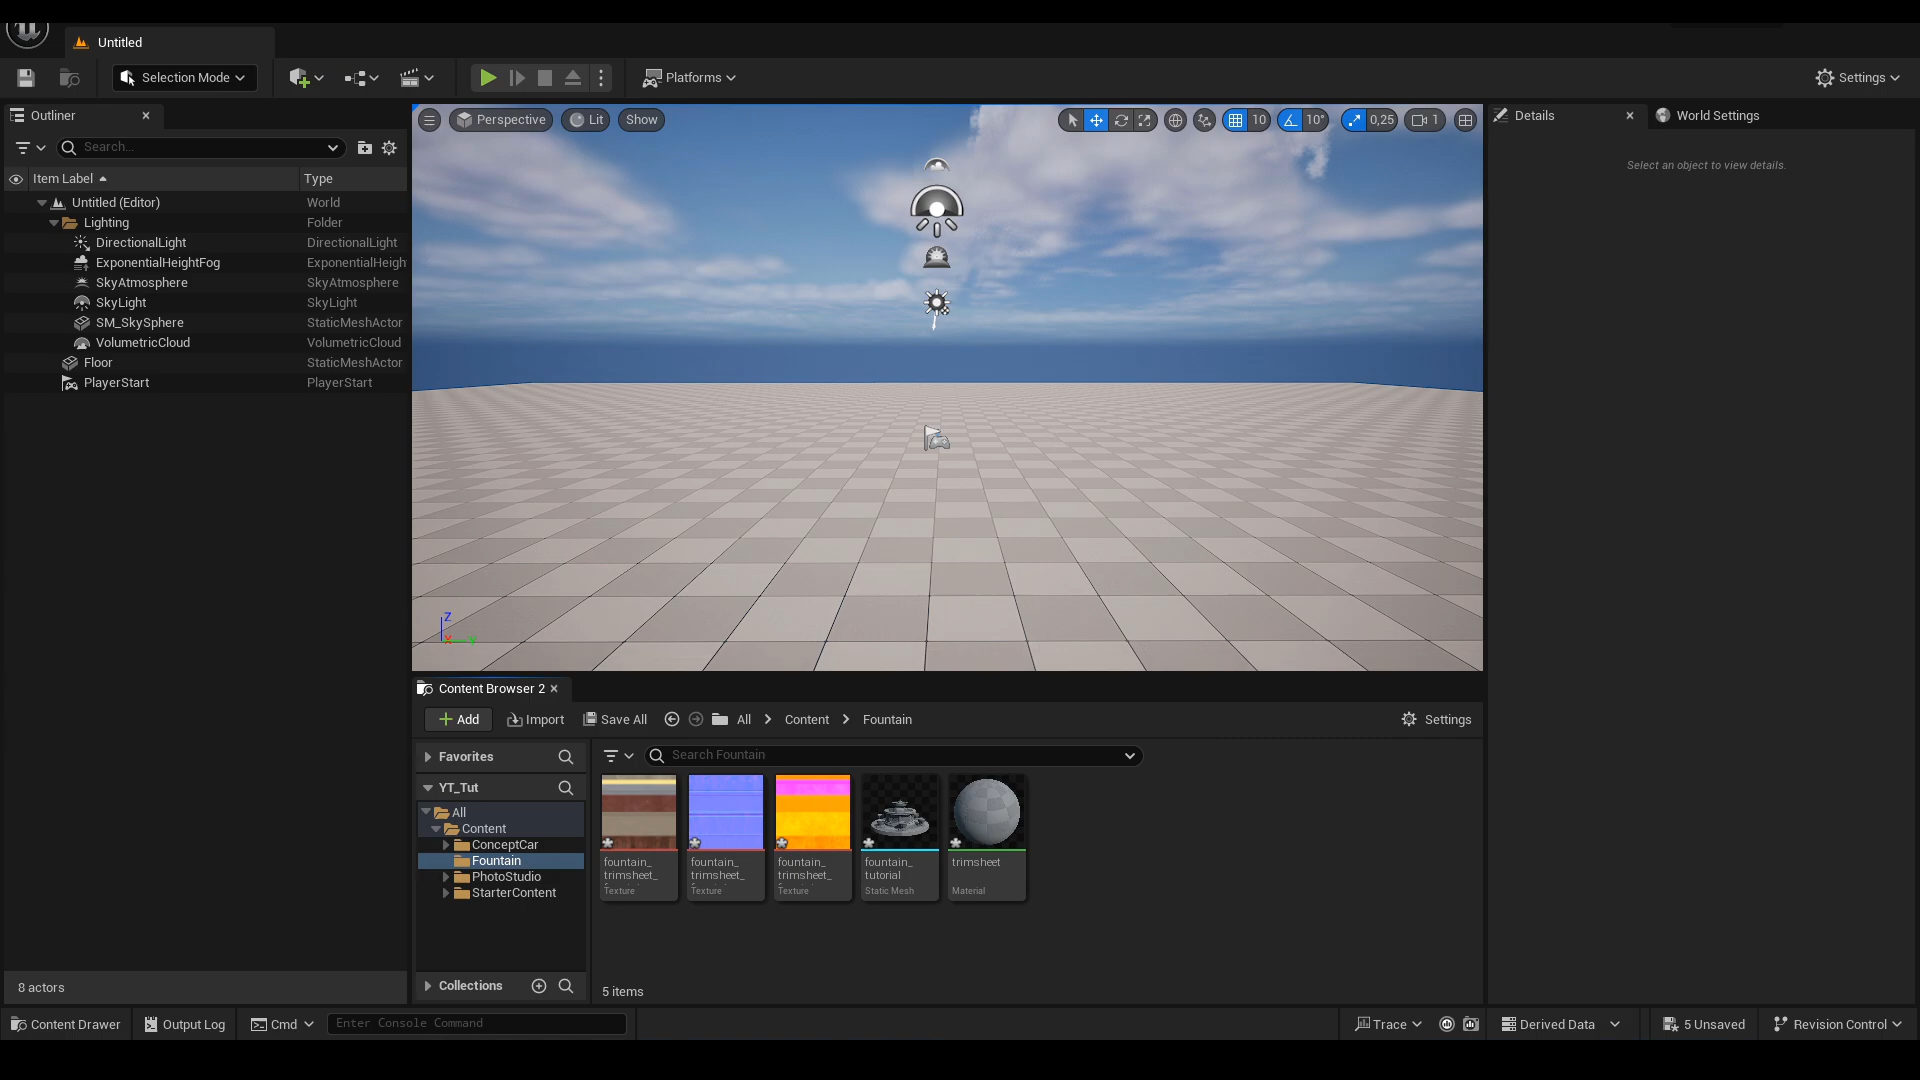 Untitled
Selection Mode
Platforms
Settings
Outliner
Search...
Item Label
Type
Untitled (Editor)
World
Lighting
Folder
DirectionalLight
DirectionalLight
ExponentialHeightFog
ExponentialHeigh
SkyAtmosphere
SkyAtmosphere
SkyLight
SkyLight
SM_SkySphere
StaticMeshActor
VolumetricCloud
VolumetricCloud
Floor
StaticMeshActor
PlayerStart
PlayerStart
8 actors
Perspective
Lit
Show
10
10°
0,25
1
Z
X
Y
Details
World Settings
Select an object to view details.
Content Browser 2
Add
Import
Save All
All
Content
Fountain
Settings
Favorites
YT_Tut
All
Content
ConceptCar
Fountain
PhotoStudio
StarterContent
Collections
Search Fountain
fountain_
trimsheet_
Texture
fountain_
trimsheet_
Texture
fountain_
trimsheet_
Texture
fountain_
tutorial
Static Mesh
trimsheet
Material
5 items
Content Drawer
Output Log
Cmd
Enter Console Command
Trace
Derived Data
5 Unsaved
Revision Control